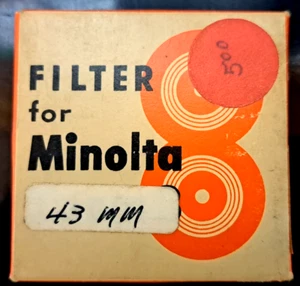 FILTER
for
Minolta
500
43 mm